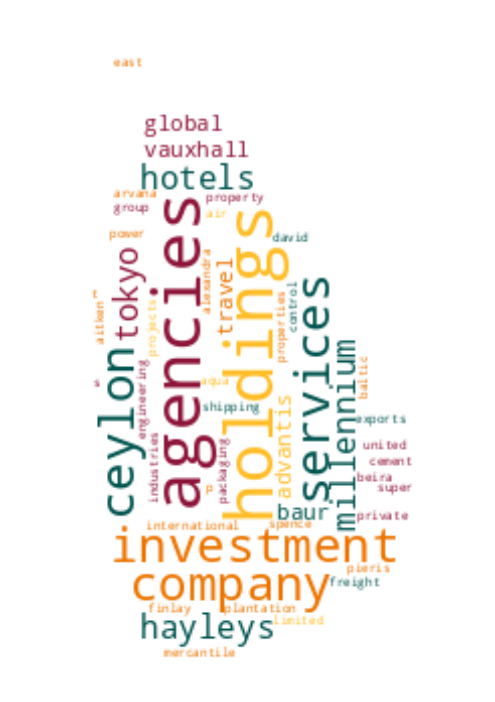 east
global
vauxhall
hotels
arvana
property
group
air
power
david
agencies
holdings
tokyo
travel
alexandra
services
control
properties
projects
aitken
r
ceylon
millennium
baltic
engineering
s
aqua
shipping
advantis
exports
industries
packaging
united
cement
beira
super
p
baur
private
international
spence
investment
pieris
company
freight
finlay
plantation
hayleys
limited
mercantile